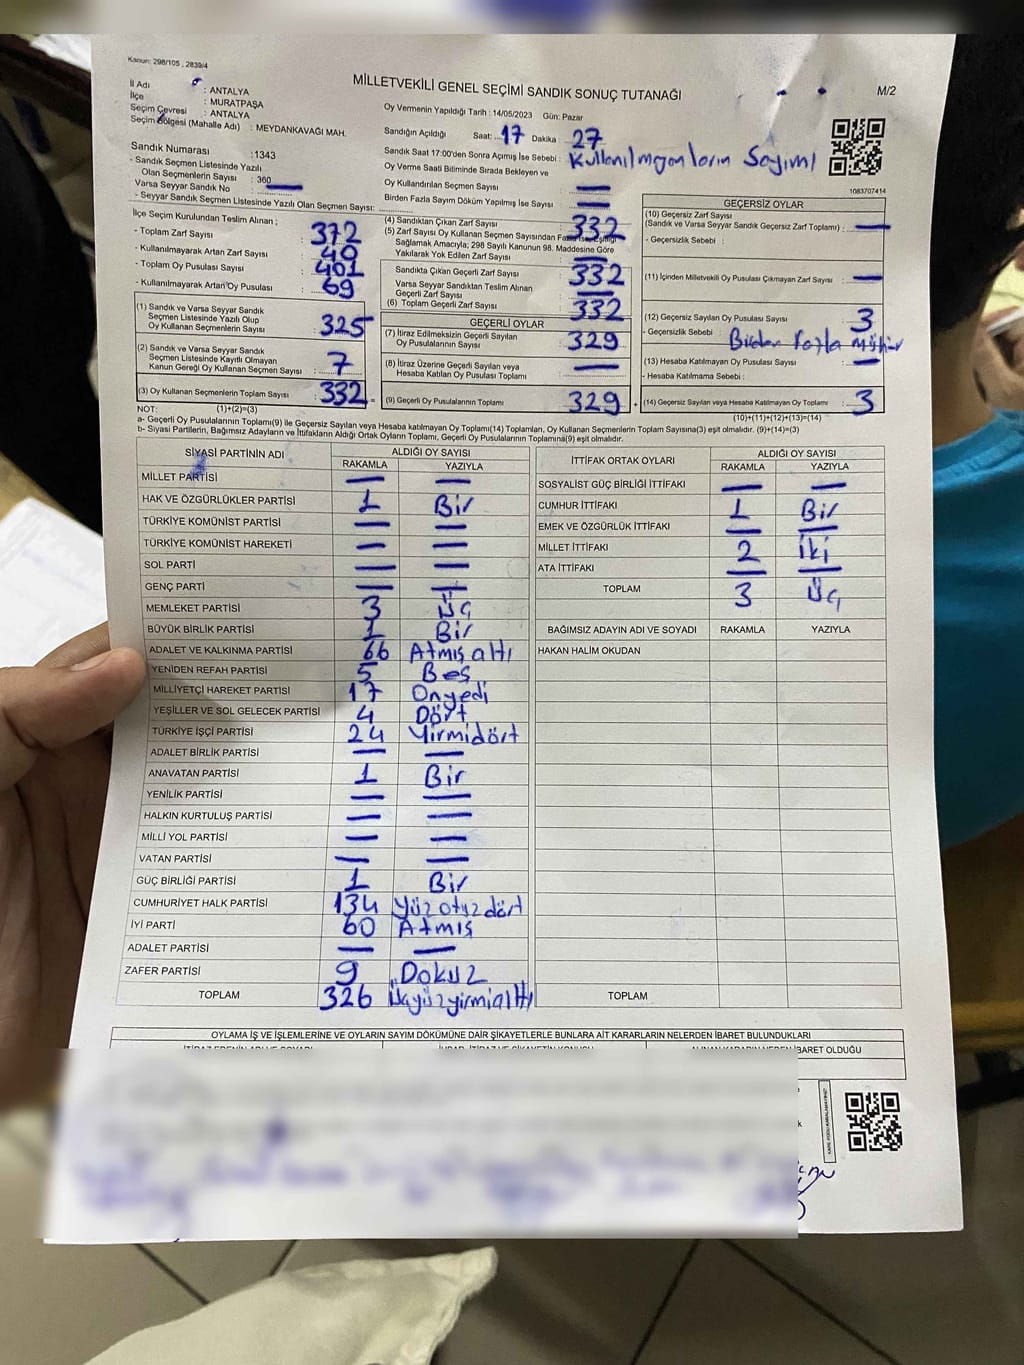 Kanun: 298/105 , 2839/4
MİLLETVEKİLİ GENEL SEÇİMİ SANDIK SONUÇ TUTANAĞI
M/2
İl Adı : ANTALYA
İlçe : MURATPAŞA
Seçim Çevresi : ANTALYA
Seçim Bölgesi (Mahalle Adı) : MEYDANKAVAĞI MAH.
Sandık Numarası :1343
- Sandık Seçmen Listesinde Yazılı
Olan Seçmenlerin Sayısı : 360
Varsa Seyyar Sandık No
- Seyyar Sandık Seçmen Listesinde Yazılı Olan Seçmen Sayısı:
Oy Vermenin Yapıldığı Tarih : 14/05/2023 Gün: Pazar
Sandığın Açıldığı Saat: 17 Dakika : 27
Sandık Saat 17:00'den Sonra Açılmış İse Sebebi : Kullanılmayanların Sayımı
Oy Verme Saati Bitiminde Sırada Bekleyen ve
Oy Kullandırılan Seçmen Sayısı : —
Birden Fazla Sayım Döküm Yapılmış İse Sayısı : —
1083707414
İlçe Seçim Kurulundan Teslim Alınan ;
- Toplam Zarf Sayısı : 372
- Kullanılmayarak Artan Zarf Sayısı : 40
- Toplam Oy Pusulası Sayısı : 401
- Kullanılmayarak Artan Oy Pusulası : 69
(1) Sandık ve Varsa Seyyar Sandık
Seçmen Listesinde Yazılı Olup
Oy Kullanan Seçmenlerin Sayısı : 325
(2) Sandık ve Varsa Seyyar Sandık
Seçmen Listesinde Kayıtlı Olmayan
Kanun Gereği Oy Kullanan Seçmen Sayısı : 7
(3) Oy Kullanan Seçmenlerin Toplam Sayısı : 332 =
(4) Sandıktan Çıkan Zarf Sayısı : 332
(5) Zarf Sayısı Oy Kullanan Seçmen Sayısından Fazla İse, Eşitliği
Sağlamak Amacıyla; 298 Sayılı Kanunun 98. Maddesine Göre
Yakılarak Yok Edilen Zarf Sayısı : —
Sandıkta Çıkan Geçerli Zarf Sayısı : 332
Varsa Seyyar Sandıktan Teslim Alınan
Geçerli Zarf Sayısı : —
(6) Toplam Geçerli Zarf Sayısı : 332
GEÇERLİ OYLAR
(7) İtiraz Edilmeksizin Geçerli Sayılan
Oy Pusulalarının Sayısı : 329
(8) İtiraz Üzerine Geçerli Sayılan veya
Hesaba Katılan Oy Pusulası Toplamı : —
(9) Geçerli Oy Pusulalarının Toplamı : 329 +
GEÇERSİZ OYLAR
(10) Geçersiz Zarf Sayısı
(Sandık ve Varsa Seyyar Sandık Geçersiz Zarf Toplamı) : —
- Geçersizlik Sebebi :
(11) İçinden Milletvekili Oy Pusulası Çıkmayan Zarf Sayısı : —
(12) Geçersiz Sayılan Oy Pusulası Sayısı : 3
- Geçersizlik Sebebi : Birden Fazla Mühür
(13) Hesaba Katılmayan Oy Pusulası Sayısı : —
- Hesaba Katılmama Sebebi :
(14) Geçersiz Sayılan veya Hesaba Katılmayan Oy Toplamı : 3
NOT: (1)+(2)=(3) (10)+(11)+(12)+(13)=(14)
a- Geçerli Oy Pusulalarının Toplamı(9) ile Geçersiz Sayılan veya Hesaba katılmayan Oy Toplamı(14) Toplamları, Oy Kullanan Seçmenlerin Toplam Sayısına(3) eşit olmalıdır. (9)+(14)=(3)
b- Siyasi Partilerin, Bağımsız Adayların ve İttifakların Aldığı Ortak Oyların Toplamı, Geçerli Oy Pusulalarının Toplamına(9) eşit olmalıdır.
SİYASİ PARTİNİN ADI ALDIĞI OY SAYISI
RAKAMLA YAZIYLA
MİLLET PARTİSİ — —
HAK VE ÖZGÜRLÜKLER PARTİSİ 1 Bir
TÜRKİYE KOMÜNİST PARTİSİ — —
TÜRKİYE KOMÜNİST HAREKETİ — —
SOL PARTİ — —
GENÇ PARTİ — —
MEMLEKET PARTİSİ 3 Üç
BÜYÜK BİRLİK PARTİSİ 1 Bir
ADALET VE KALKINMA PARTİSİ 66 Atmış altı
YENİDEN REFAH PARTİSİ 5 Beş
MİLLİYETÇİ HAREKET PARTİSİ 17 Onyedi
YEŞİLLER VE SOL GELECEK PARTİSİ 4 Dört
TÜRKİYE İŞÇİ PARTİSİ 24 Yirmidört
ADALET BİRLİK PARTİSİ — —
ANAVATAN PARTİSİ 1 Bir
YENİLİK PARTİSİ — —
HALKIN KURTULUŞ PARTİSİ — —
MİLLİ YOL PARTİSİ — —
VATAN PARTİSİ — —
GÜÇ BİRLİĞİ PARTİSİ 1 Bir
CUMHURİYET HALK PARTİSİ 134 Yüz otuz dört
İYİ PARTİ 60 Atmış
ADALET PARTİSİ — —
ZAFER PARTİSİ 9 Dokuz
TOPLAM 326 Üçyüzyirmialtı
İTTİFAK ORTAK OYLARI ALDIĞI OY SAYISI
RAKAMLA YAZIYLA
SOSYALİST GÜÇ BİRLİĞİ İTTİFAKI — —
CUMHUR İTTİFAKI 1 Bir
EMEK VE ÖZGÜRLÜK İTTİFAKI — —
MİLLET İTTİFAKI 2 İki
ATA İTTİFAKI — —
TOPLAM 3 Üç
BAĞIMSIZ ADAYIN ADI VE SOYADI RAKAMLA YAZIYLA
HAKAN HALİM OKUDAN
TOPLAM
OYLAMA İŞ VE İŞLEMLERİNE VE OYLARIN SAYIM DÖKÜMÜNE DAİR ŞİKAYETLERLE BUNLARA AİT KARARLARIN NELERDEN İBARET BULUNDUKLARI
İBARET OLDUĞU